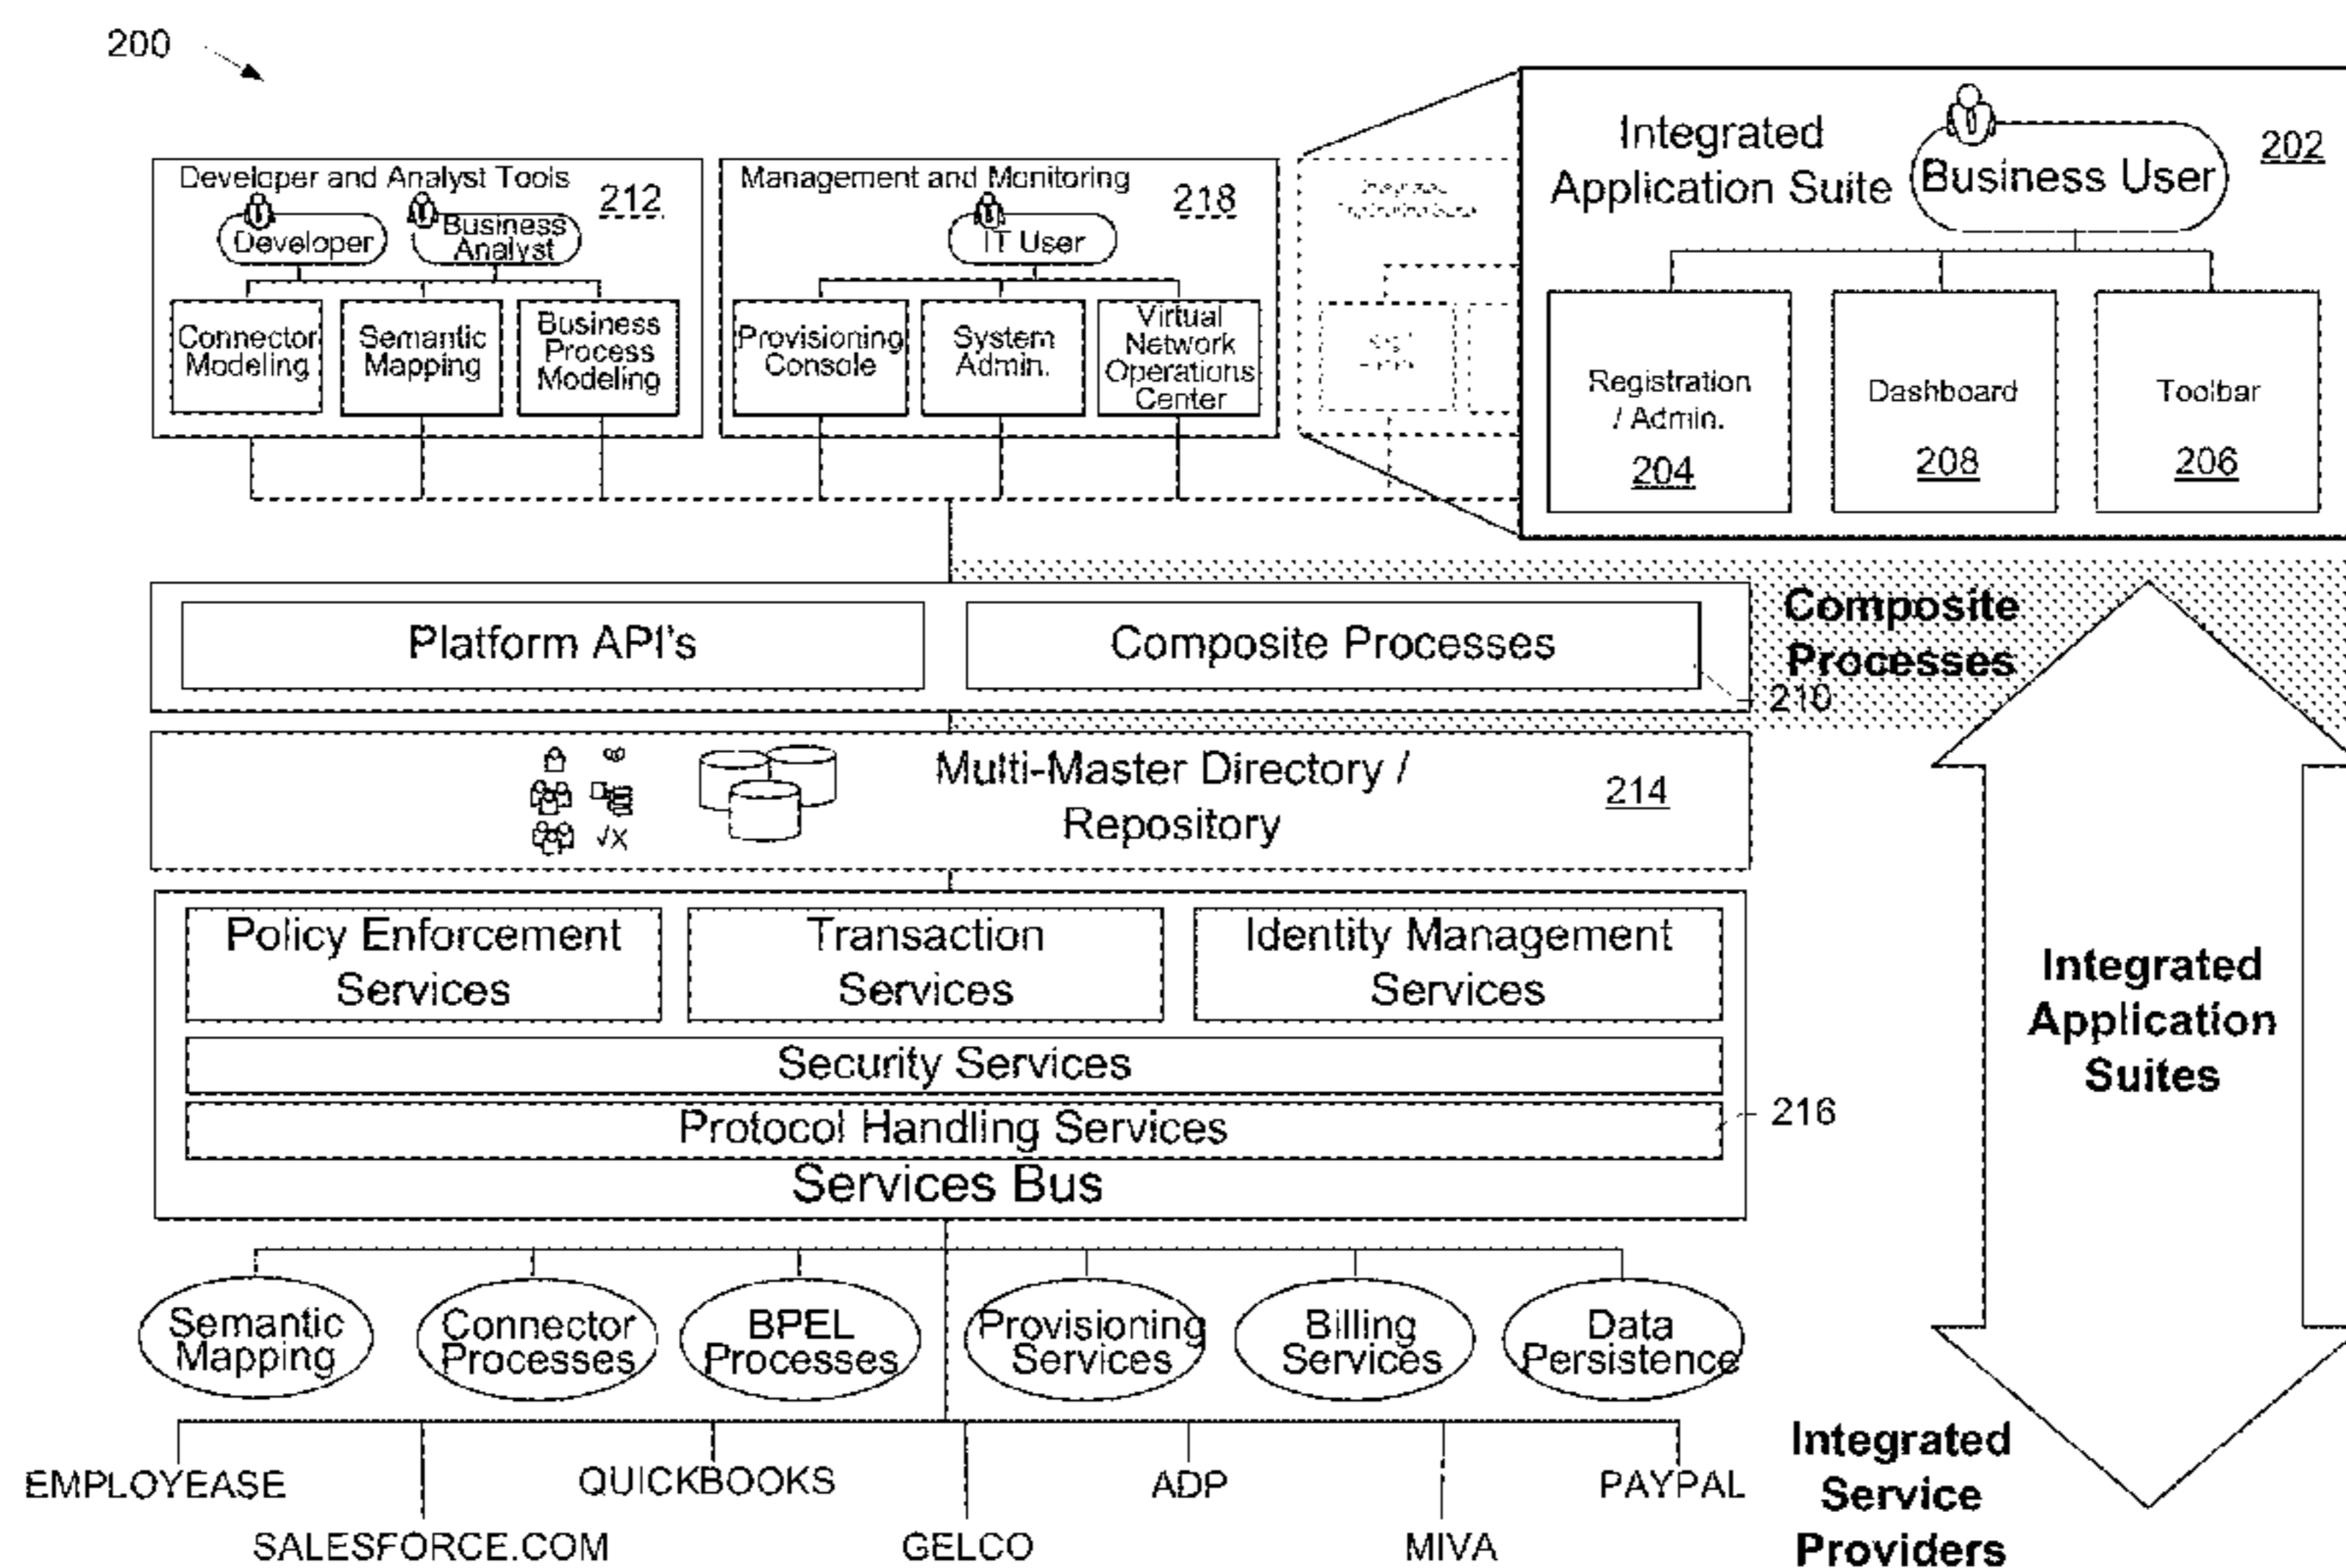 200
Developer and Analyst Tools
212
Developer
Business
Analyst
Connector
Modeling
Semantic
Mapping
Business
Process
Modeling
Management and Monitoring
218
IT User
Provisioning
Console
System
Admin.
Virtual
Network
Operations
Center
Integrated
Application Suite
Business User
202
Registration
/ Admin.
204
Dashboard
208
Toolbar
206
Platform API's
Composite Processes
Composite
Processes
210
Multi-Master Directory /
Repository
214
√X
Policy Enforcement
Services
Transaction
Services
Identity Management
Services
Security Services
Protocol Handling Services
216
Services Bus
Integrated
Application
Suites
Semantic
Mapping
Connector
Processes
BPEL
Processes
Provisioning
Services
Billing
Services
Data
Persistence
EMPLOYEASE
SALESFORCE.COM
QUICKBOOKS
GELCO
ADP
MIVA
PAYPAL
Integrated
Service
Providers